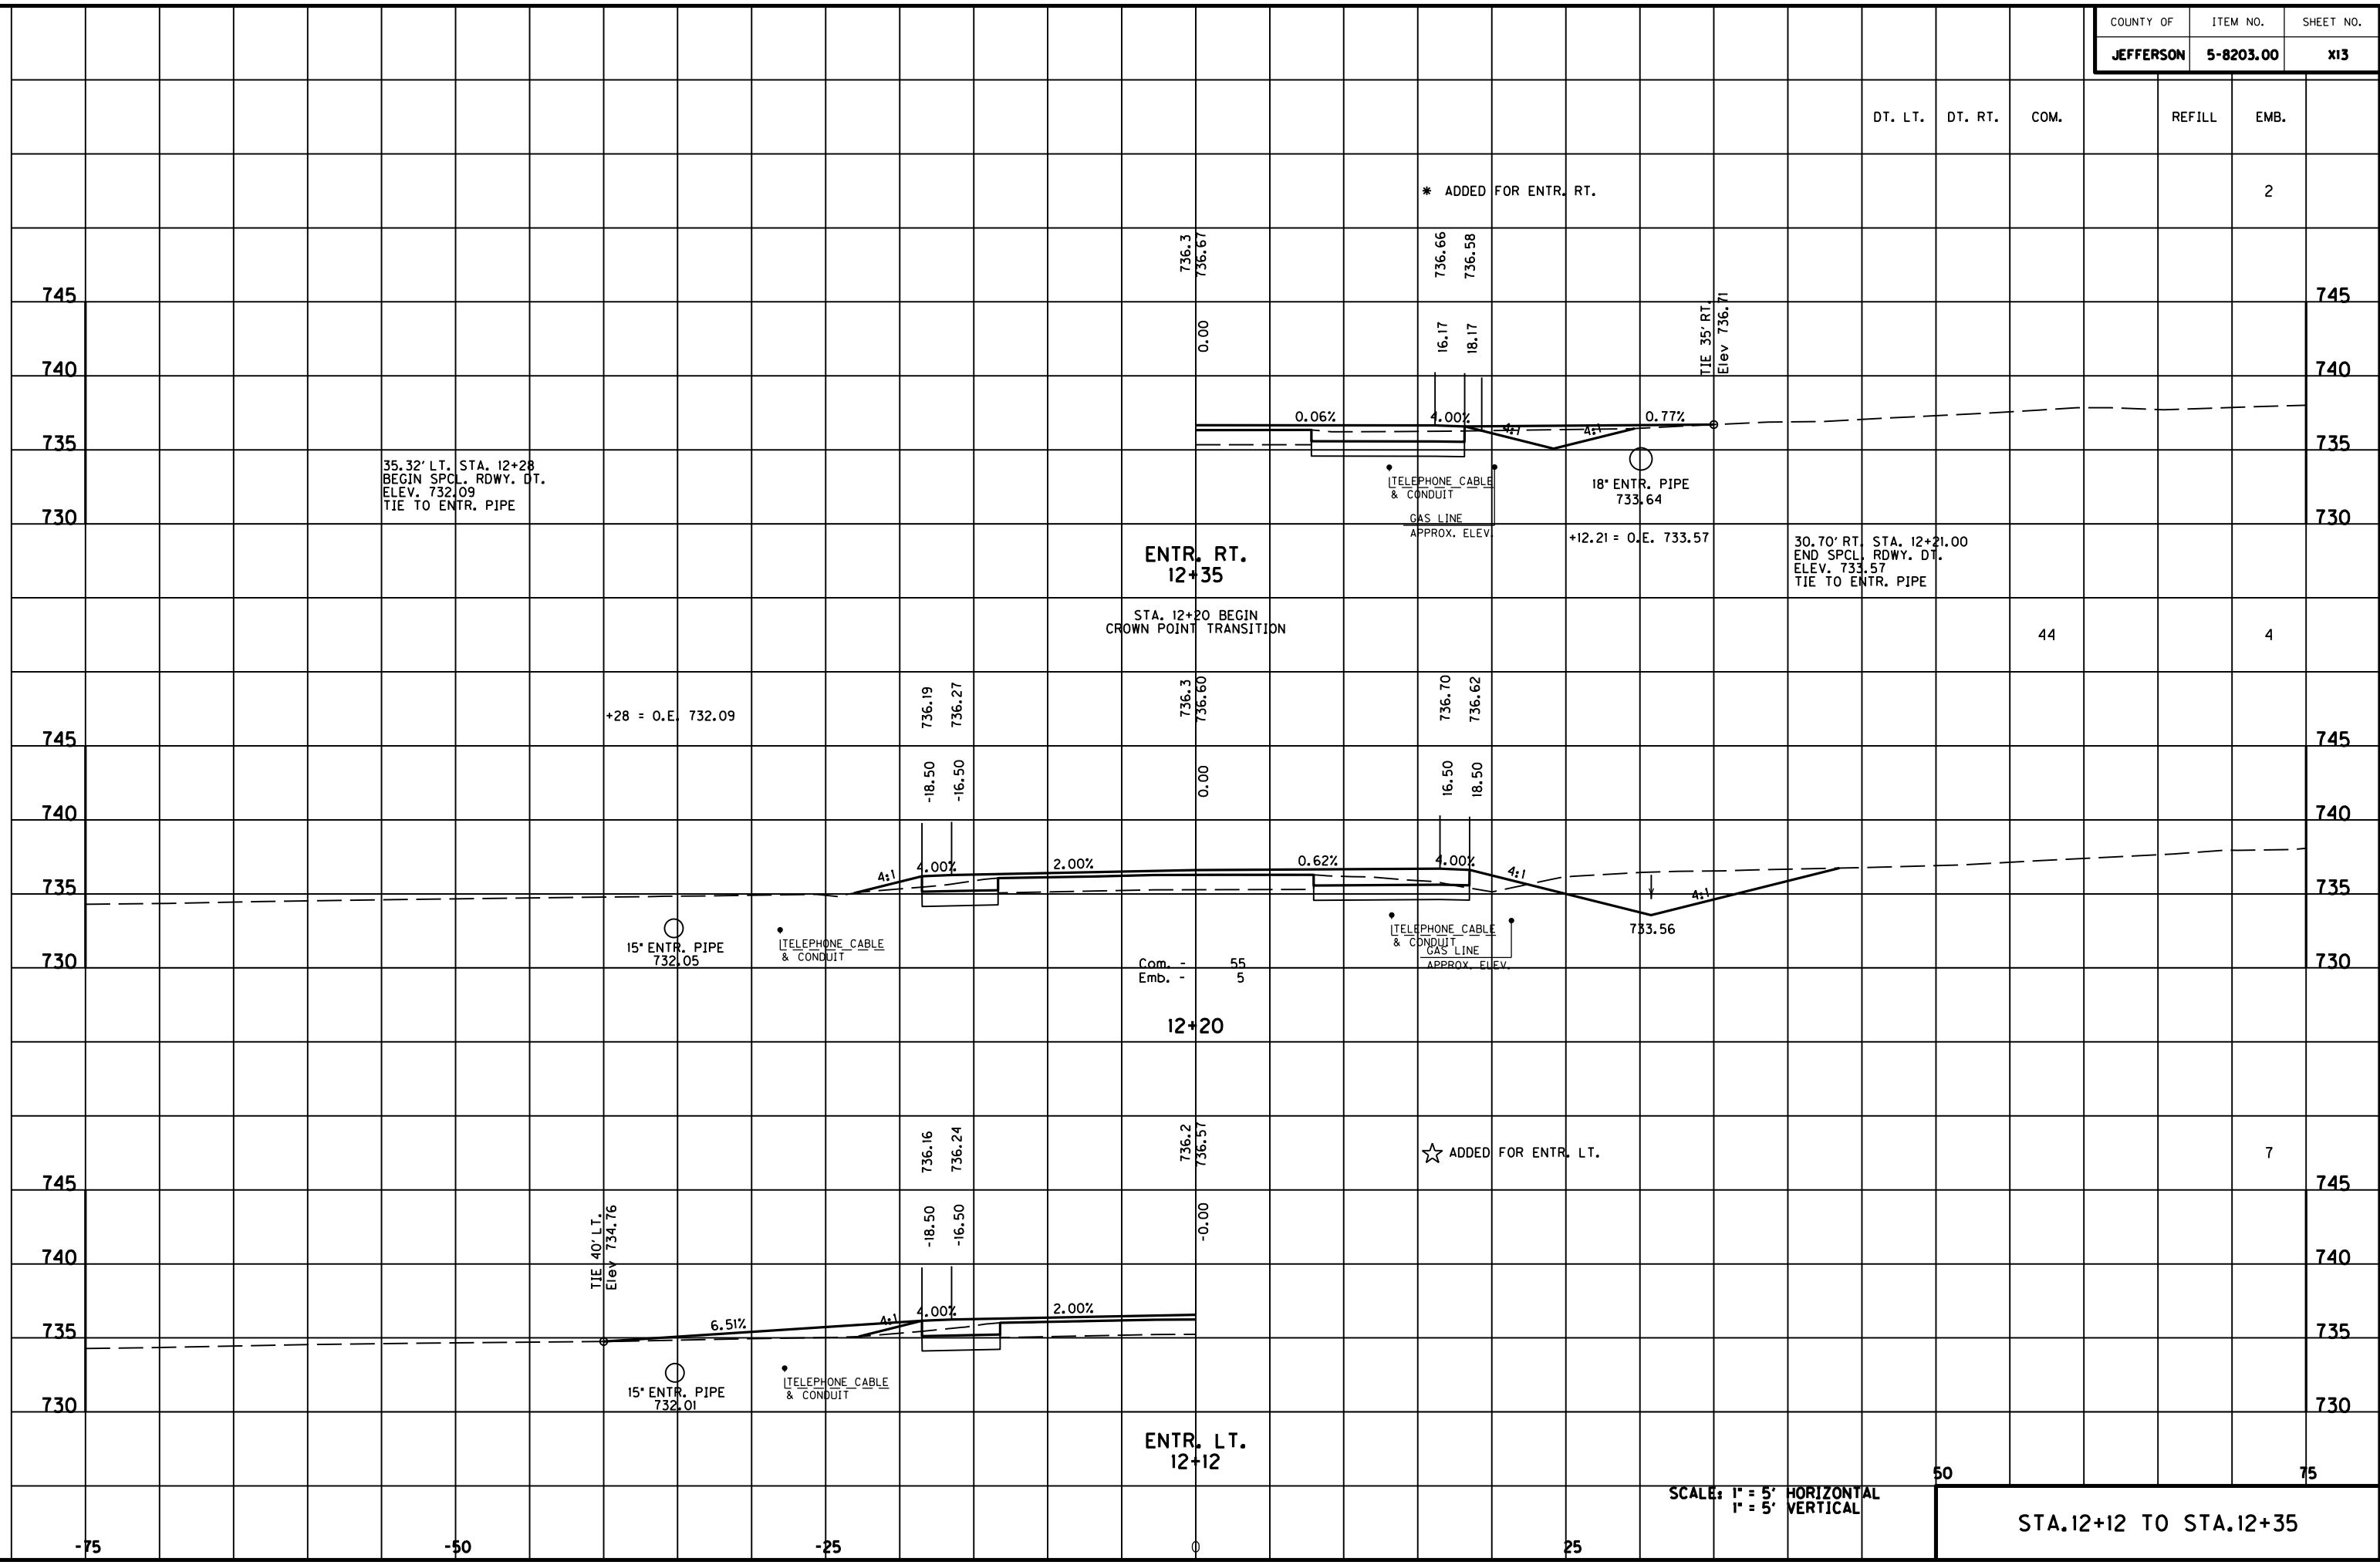 COUNTY OF ITEM NO. SHEET NO.
JEFFERSON 5-8203.00 X13
DT. LT. DT. RT. COM. REFILL EMB.
* ADDED FOR ENTR. RT. 2
736.3
736.67
736.66
736.58
745 745
0.00
16.17
18.17
TIE 35' RT.
Elev 736.71
740 740
0.06% 4.00% 4:1 4:1 0.77%
735 735
35.32' LT. STA. 12+28
BEGIN SPCL. RDWY. DT.
ELEV. 732.09
TIE TO ENTR. PIPE
TELEPHONE CABLE
& CONDUIT
18" ENTR. PIPE
733.64
GAS LINE
APPROX. ELEV.
730 730
+12.21 = O.E. 733.57
30.70' RT. STA. 12+21.00
END SPCL. RDWY. DT.
ELEV. 733.57
TIE TO ENTR. PIPE
ENTR. RT.
12+35
STA. 12+20 BEGIN
CROWN POINT TRANSITION
44 4
736.19
736.27
736.3
736.60
736.70
736.62
+28 = O.E. 732.09
745 745
-18.50
-16.50
0.00
16.50
18.50
740 740
4:1 4.00% 2.00% 0.62% 4.00% 4:1 4:1
735 735
733.56
15" ENTR. PIPE
732.05
TELEPHONE CABLE
& CONDUIT
TELEPHONE CABLE
& CONDUIT
GAS LINE
APPROX. ELEV.
730 730
Com. - 55
Emb. - 5
12+20
736.16
736.24
736.2
736.57
☆ ADDED FOR ENTR. LT. 7
745 745
TIE 40' LT.
Elev 734.76
-18.50
-16.50
-0.00
740 740
6.51% 4:1 4.00% 2.00%
735 735
15" ENTR. PIPE
732.01
TELEPHONE CABLE
& CONDUIT
730 730
ENTR. LT.
12+12
50 75
SCALE: 1" = 5' HORIZONTAL
1" = 5' VERTICAL
STA.12+12 TO STA.12+35
-75 -50 -25 0 25